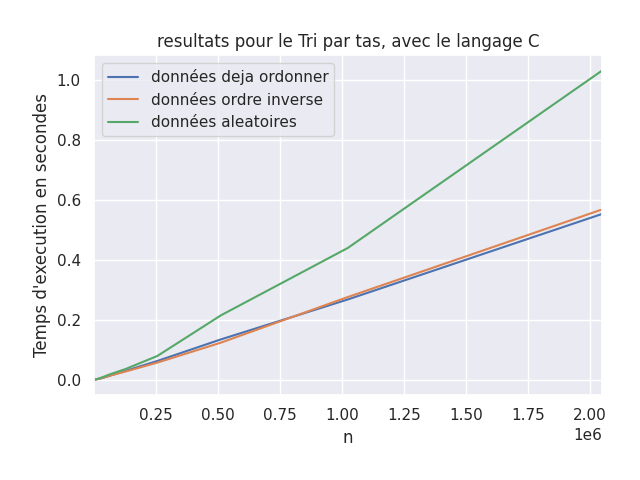 resultats pour le Tri par tas, avec le langage C
données deja ordonner
données ordre inverse
données aleatoires
Temps d'execution en secondes
1.0
0.8
0.6
0.4
0.2
0.0
0.25 0.50 0.75 1.00 1.25 1.50 1.75 2.00
1e6
n